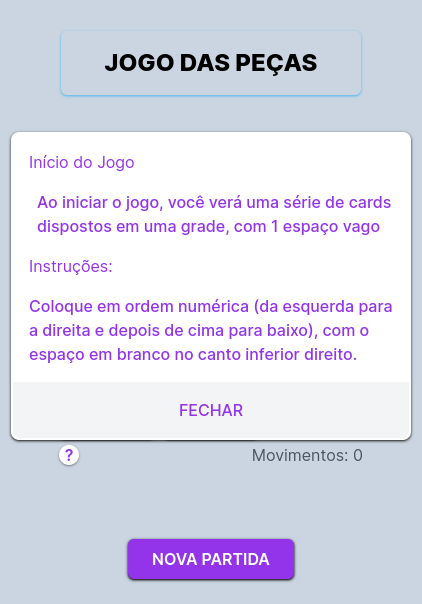 JOGO DAS PEÇAS
Início do Jogo
Ao iniciar o jogo, você verá uma série de cards
dispostos em uma grade, com 1 espaço vago
Instruções:
Coloque em ordem numérica (da esquerda para
a direita e depois de cima para baixo), com o
espaço em branco no canto inferior direito.
FECHAR
? Movimentos: 0
NOVA PARTIDA